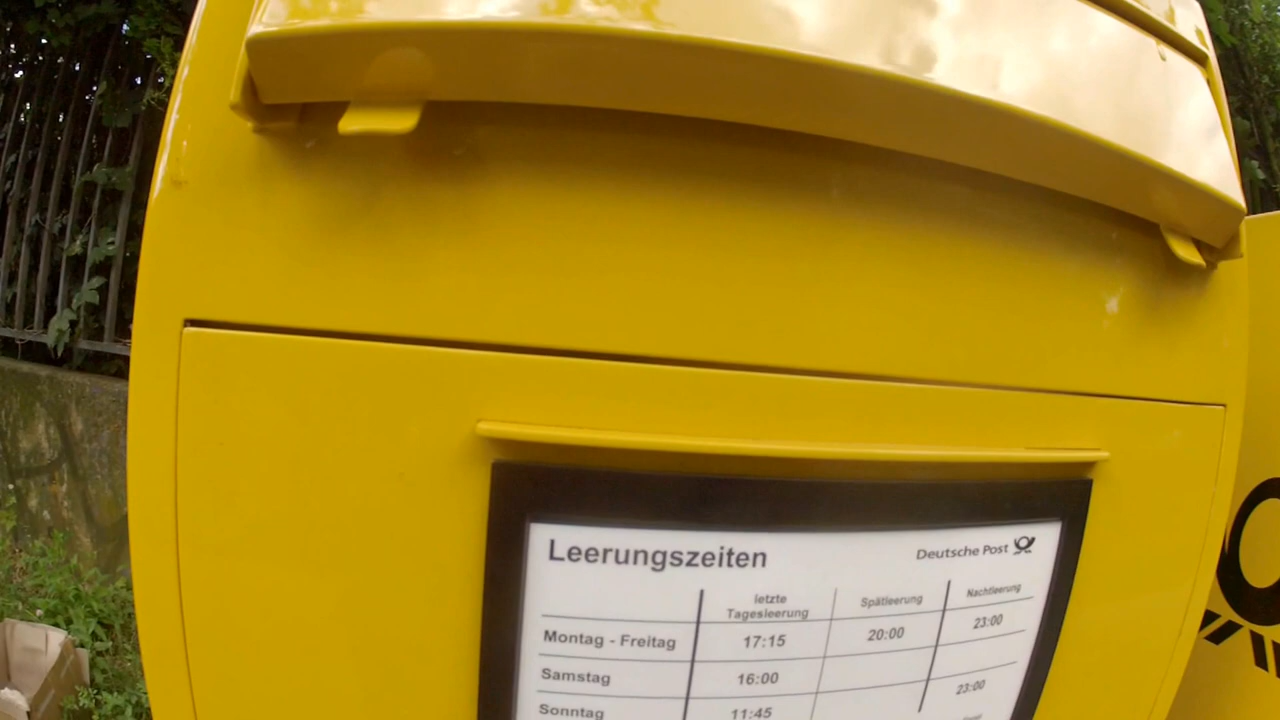 Leerungszeiten
Deutsche Post
letzte Tagesleerung Spätleerung Nachtleerung
Montag - Freitag 17:15 20:00 23:00
Samstag 16:00
Sonntag 11:45 23:00